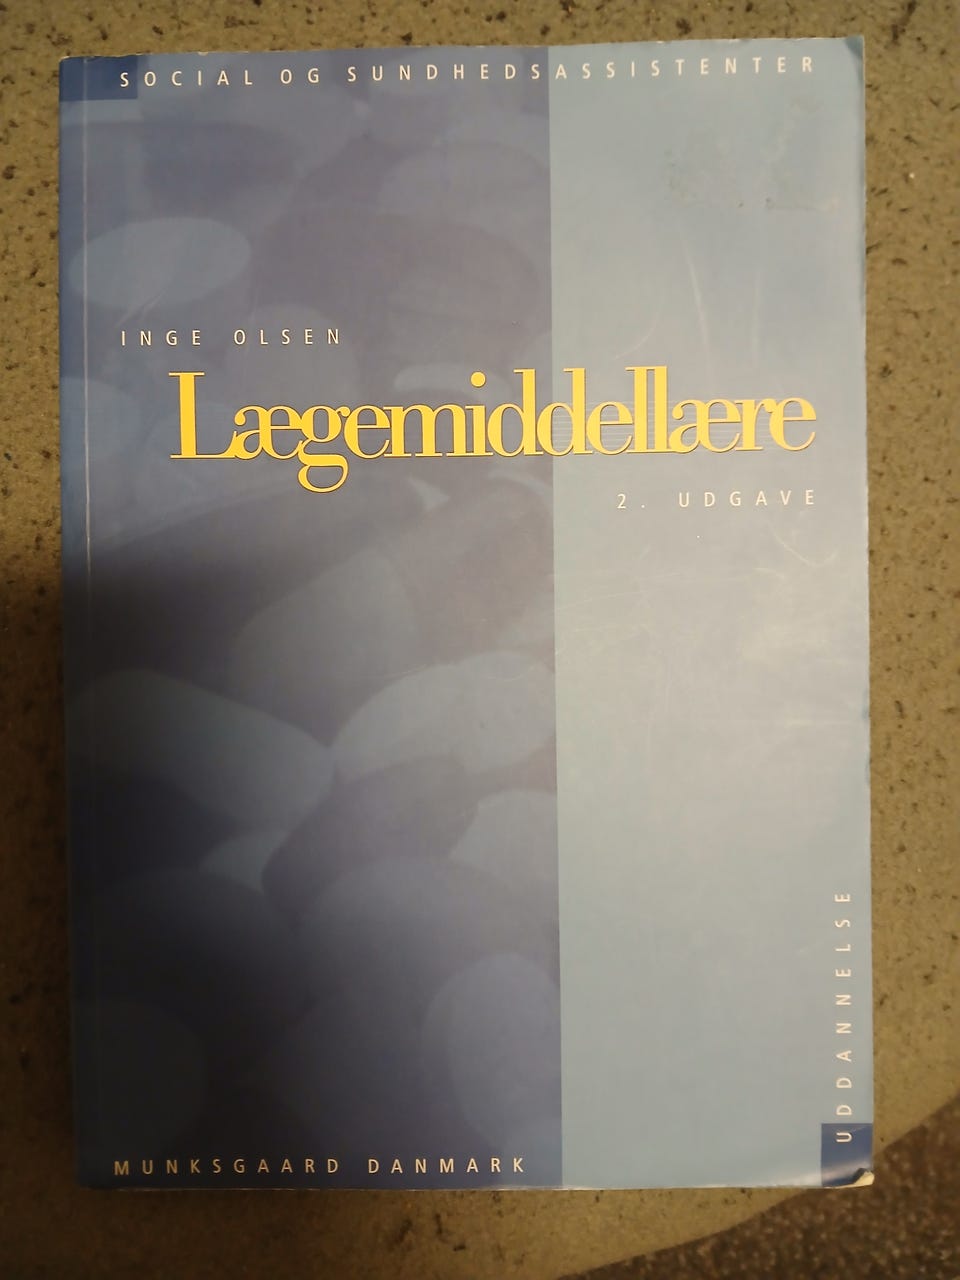 SOCIAL OG SUNDHEDSASSISTENTER
INGE OLSEN
Lægemiddellære
2. UDGAVE
UDDANNELSE
MUNKSGAARD DANMARK